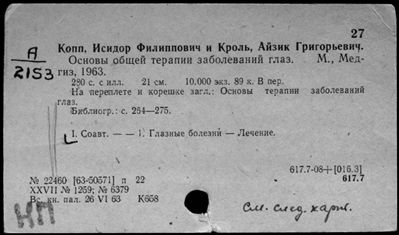 27
А
2153
Копп, Исидор Филиппович и Кроль, Айзик Григорьевич.
Основы общей терапии заболеваний глаз. М., Мед-
гиз, 1963.
280 с. с илл. 21 см. 10.000 экз. 89 к. В пер.
На переплете и корешке загл.: Основы терапии заболеваний
глаз.
Библиогр.: с. 264—275.
I. Соавт. — — 1. Глазные болезни — Лечение.
617.7-08+[016.3]
617.7
№ 22460 [63-50571] п 22
XXVII № 1259; № 6379
Вс. кн. пал. 26 VI 63 К658
НП
См. след. карт.